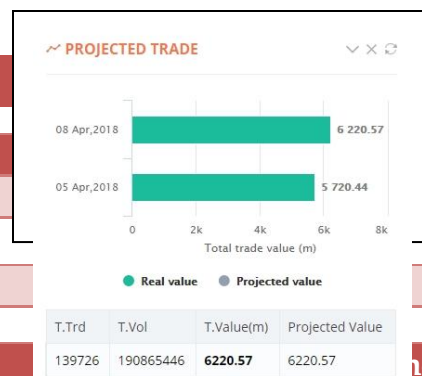 PROJECTED TRADE
08 Apr,2018 6 220.57
05 Apr,2018 5 720.44
0 2k 4k 6k 8k
Total trade value (m)
Real value Projected value
T.Trd T.Vol T.Value(m) Projected Value
139726 190865446 6220.57 6220.57